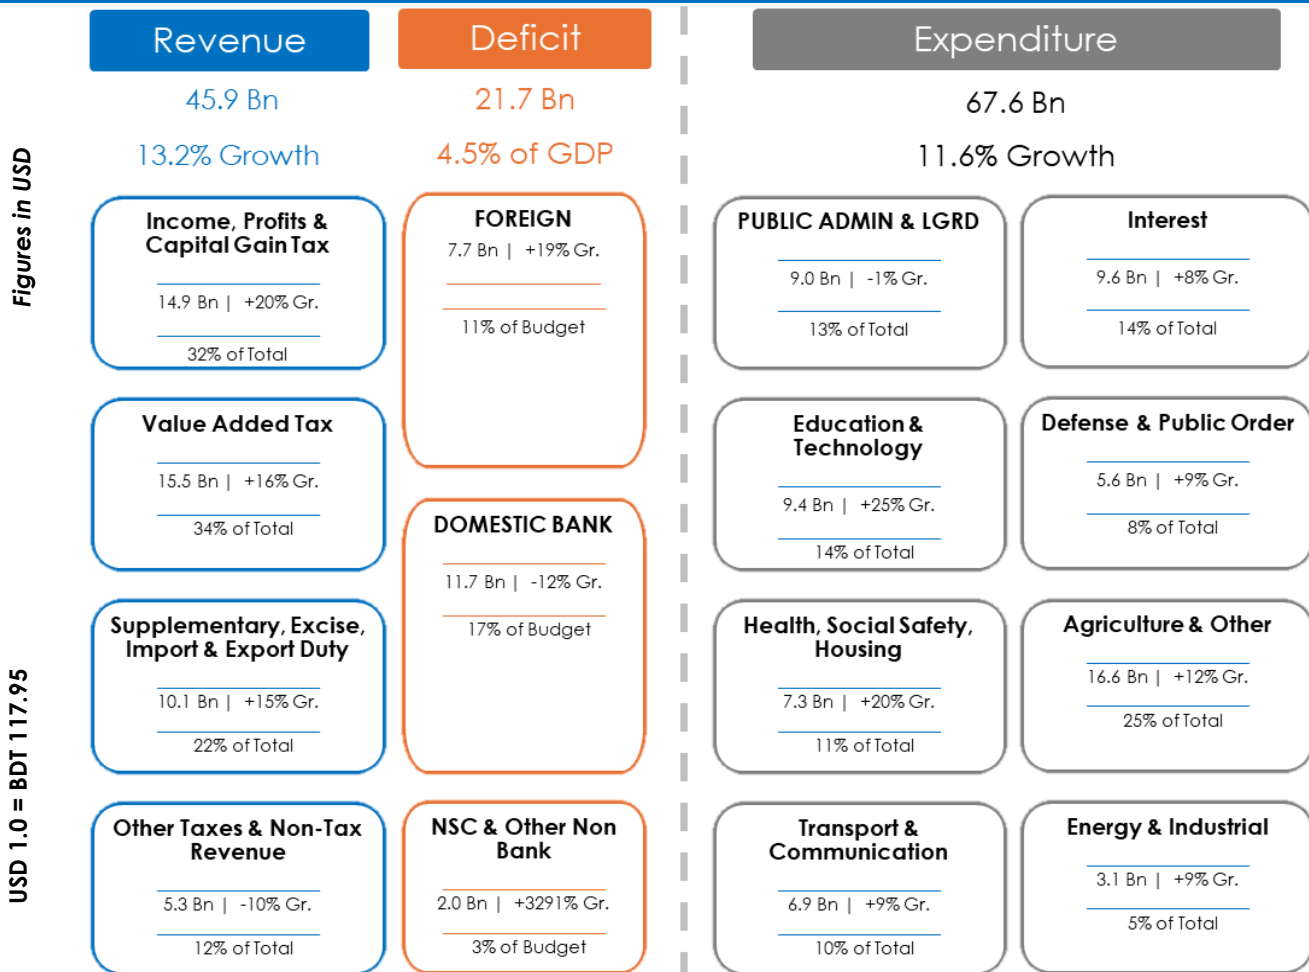 Revenue
45.9 Bn
13.2% Growth
Income, Profits &
Capital Gain Tax
14.9 Bn | +20% Gr.
32% of Total
Value Added Tax
15.5 Bn | +16% Gr.
34% of Total
Supplementary, Excise,
Import & Export Duty
10.1 Bn | +15% Gr.
22% of Total
Other Taxes & Non-Tax
Revenue
5.3 Bn | -10% Gr.
12% of Total
Deficit
21.7 Bn
4.5% of GDP
FOREIGN
7.7 Bn | +19% Gr.
11% of Budget
DOMESTIC BANK
11.7 Bn | -12% Gr.
17% of Budget
NSC & Other Non
Bank
2.0 Bn | +3291% Gr.
3% of Budget
Expenditure
67.6 Bn
11.6% Growth
PUBLIC ADMIN & LGRD
9.0 Bn | -1% Gr.
13% of Total
Interest
9.6 Bn | +8% Gr.
14% of Total
Education &
Technology
9.4 Bn | +25% Gr.
14% of Total
Defense & Public Order
5.6 Bn | +9% Gr.
8% of Total
Health, Social Safety,
Housing
7.3 Bn | +20% Gr.
11% of Total
Agriculture & Other
16.6 Bn | +12% Gr.
25% of Total
Transport &
Communication
6.9 Bn | +9% Gr.
10% of Total
Energy & Industrial
3.1 Bn | +9% Gr.
5% of Total
Figures in USD
USD 1.0 = BDT 117.95